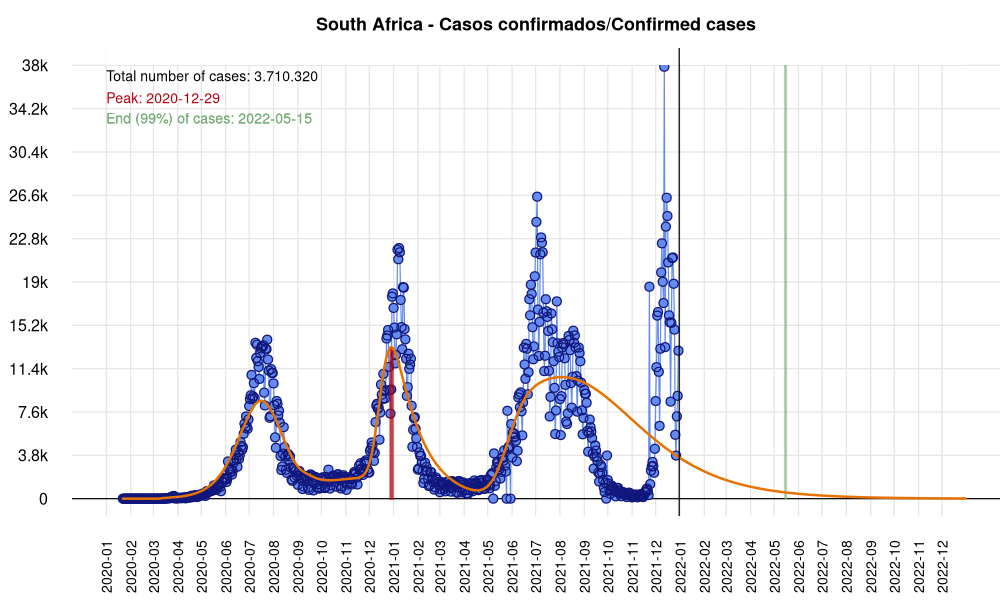 South Africa - Casos confirmados/Confirmed cases
Total number of cases: 3.710.320
Peak: 2020-12-29
End (99%) of cases: 2022-05-15
38k
34.2k
30.4k
26.6k
22.8k
19k
15.2k
11.4k
7.6k
3.8k
0
2020-01
2020-02
2020-03
2020-04
2020-05
2020-06
2020-07
2020-08
2020-09
2020-10
2020-11
2020-12
2021-01
2021-02
2021-03
2021-04
2021-05
2021-06
2021-07
2021-08
2021-09
2021-10
2021-11
2021-12
2022-01
2022-02
2022-03
2022-04
2022-05
2022-06
2022-07
2022-08
2022-09
2022-10
2022-11
2022-12